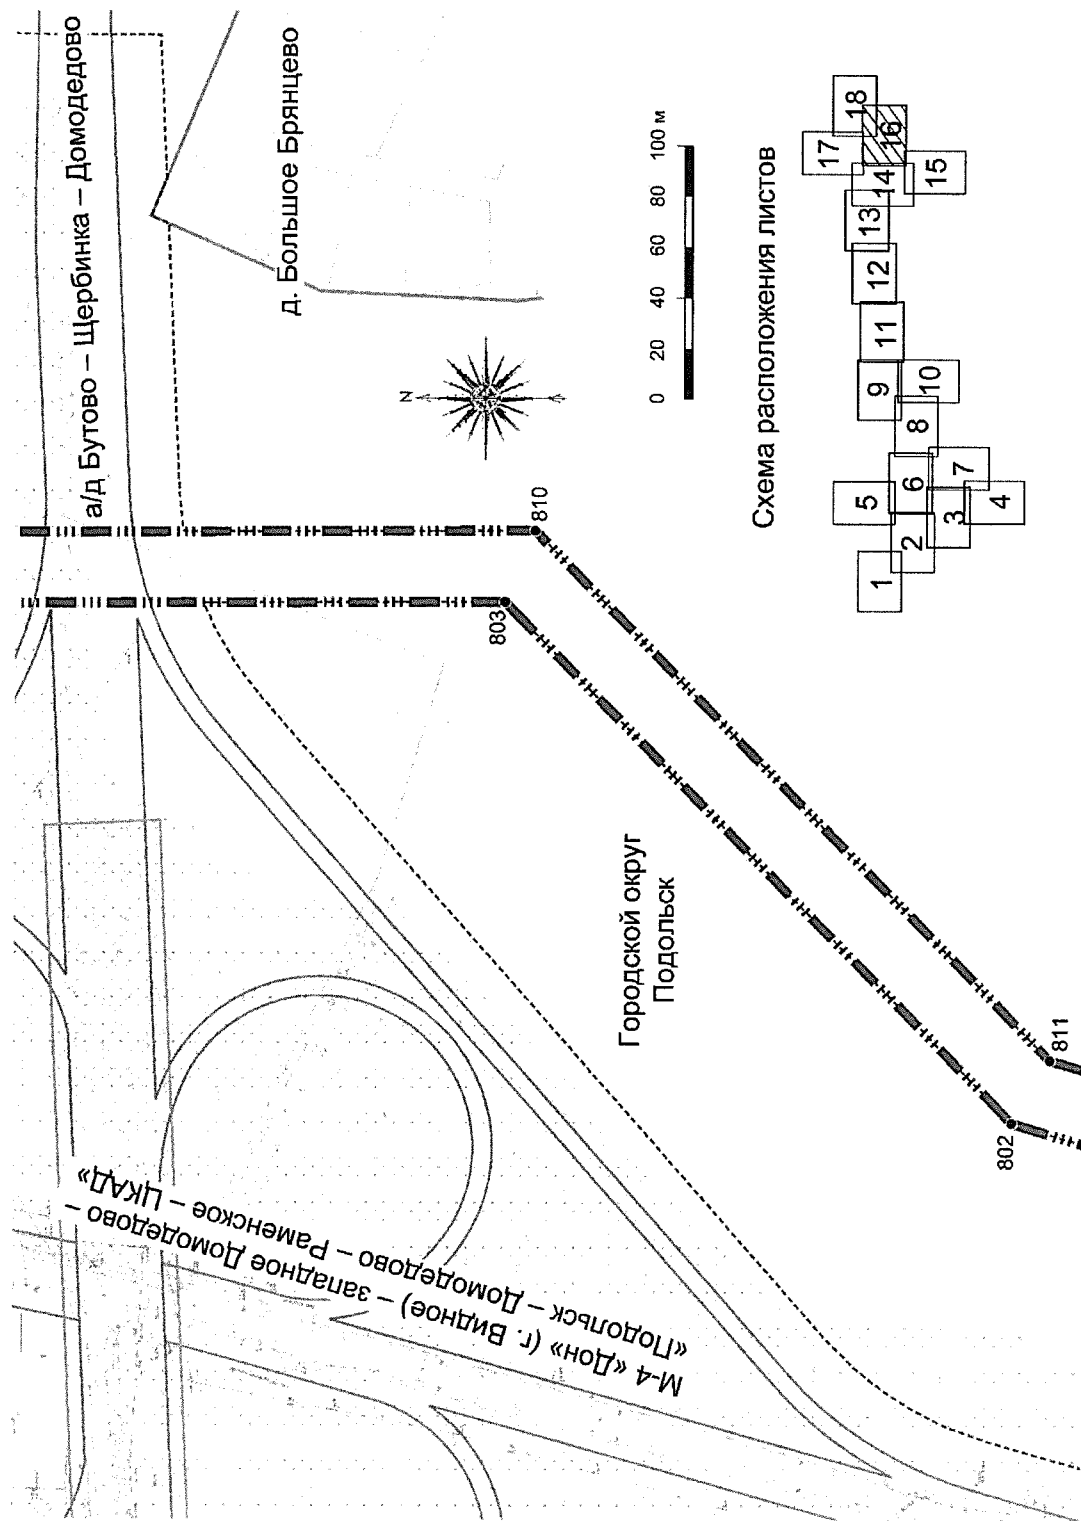 а/д Бутово – Щербинка – Домодедово
д. Большое Брянцево
N
0 20 40 60 80 100 м
810
803
Схема расположения листов
1
2
3
4
5
6
7
8
9
10
11
12
13
14
15
16
17
18
Городской округ
Подольск
811
802
М-4 «Дон» (г. Видное) – западное Домодедово –
«Подольск – Домодедово – Раменское – ЦКАД»